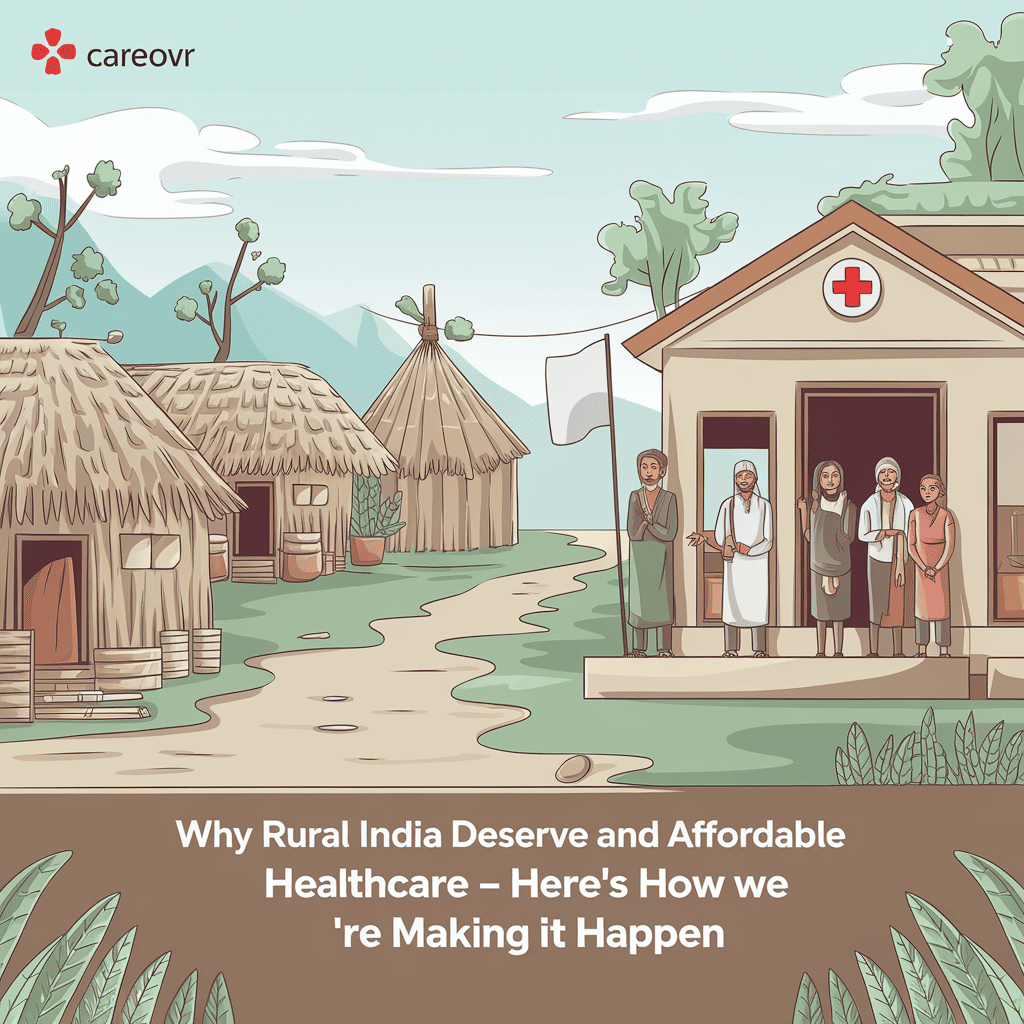 careovr
Why Rural India Deserve and Affordable
Healthcare – Here's How we
're Making it Happen